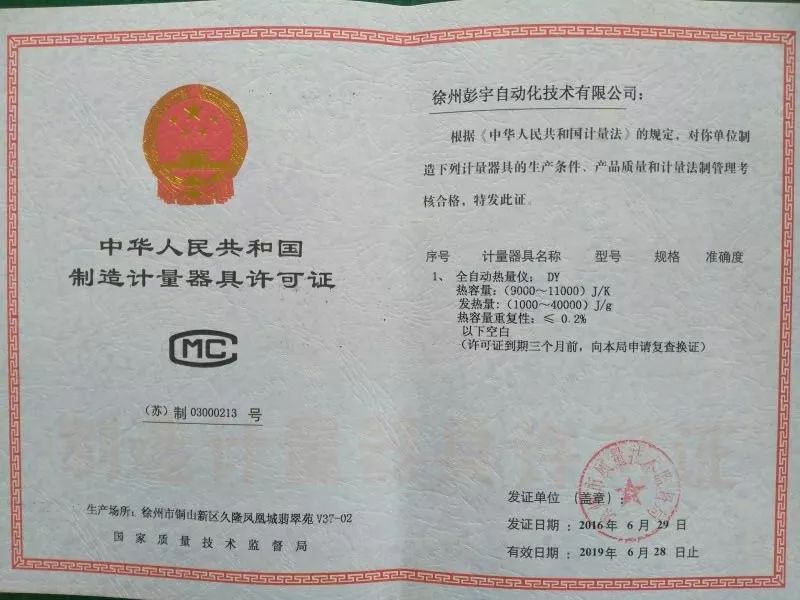 中华人民共和国
制造计量器具许可证
CMC
(苏)制 03000213 号
生产场所:徐州市铜山新区久隆凤凰城翡翠苑 V37-02
国家质量技术监督局
徐州彭宇自动化技术有限公司:
根据《中华人民共和国计量法》的规定,对你单位制
造下列计量器具的生产条件、产品质量和计量法制管理考
核合格,特发此证。
序号 计量器具名称 型号 规格 准确度
1、 全自动热量仪: DY
热容量:(9000~11000)J/K
发热量:(1000~40000)J/g
热容量重复性:≤ 0.2%
以下空白
(许可证到期三个月前,向本局申请复查换证)
发证单位(盖章):
发证日期:2016 年 6 月 29 日
有效日期:2019 年 6 月 28 日止